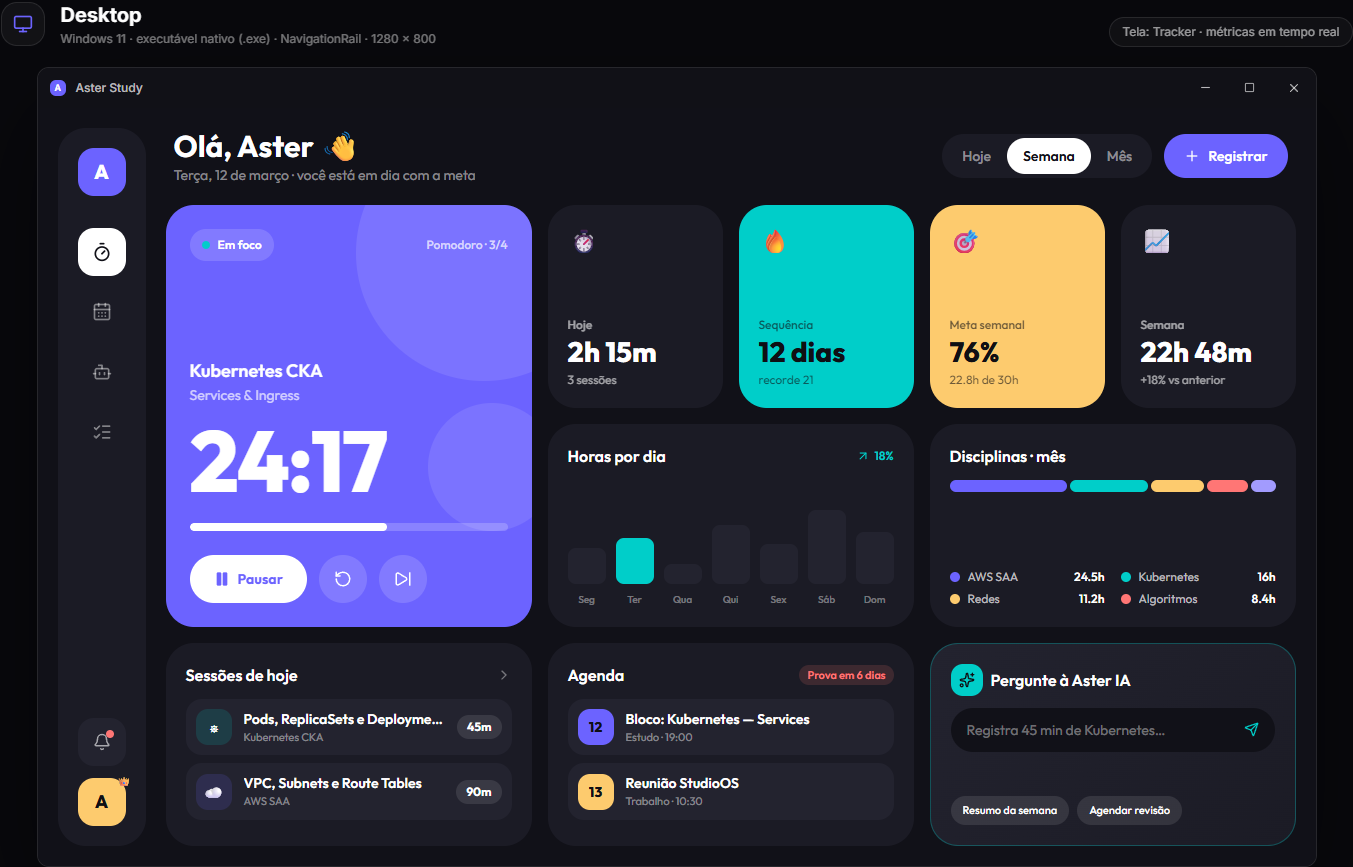 Desktop
Windows 11 · executável nativo (.exe) · NavigationRail · 1280 × 800
Tela: Tracker · métricas em tempo real
A
Aster Study
A
Olá, Aster
Terça, 12 de março · você está em dia com a meta
Hoje
Semana
Mês
+ Registrar
Em foco
Pomodoro · 3/4
Kubernetes CKA
Services & Ingress
24:17
Pausar
Hoje
2h 15m
3 sessões
Sequência
12 dias
recorde 21
Meta semanal
76%
22.8h de 30h
Semana
22h 48m
+18% vs anterior
Horas por dia
18%
Seg
Ter
Qua
Qui
Sex
Sáb
Dom
Disciplinas · mês
AWS SAA 24.5h
Kubernetes 16h
Redes 11.2h
Algoritmos 8.4h
Sessões de hoje
Pods, ReplicaSets e Deployme...
Kubernetes CKA
45m
VPC, Subnets e Route Tables
AWS SAA
90m
Agenda
Prova em 6 dias
12
Bloco: Kubernetes — Services
Estudo · 19:00
13
Reunião StudioOS
Trabalho · 10:30
Pergunte à Aster IA
Registra 45 min de Kubernetes...
Resumo da semana
Agendar revisão
A